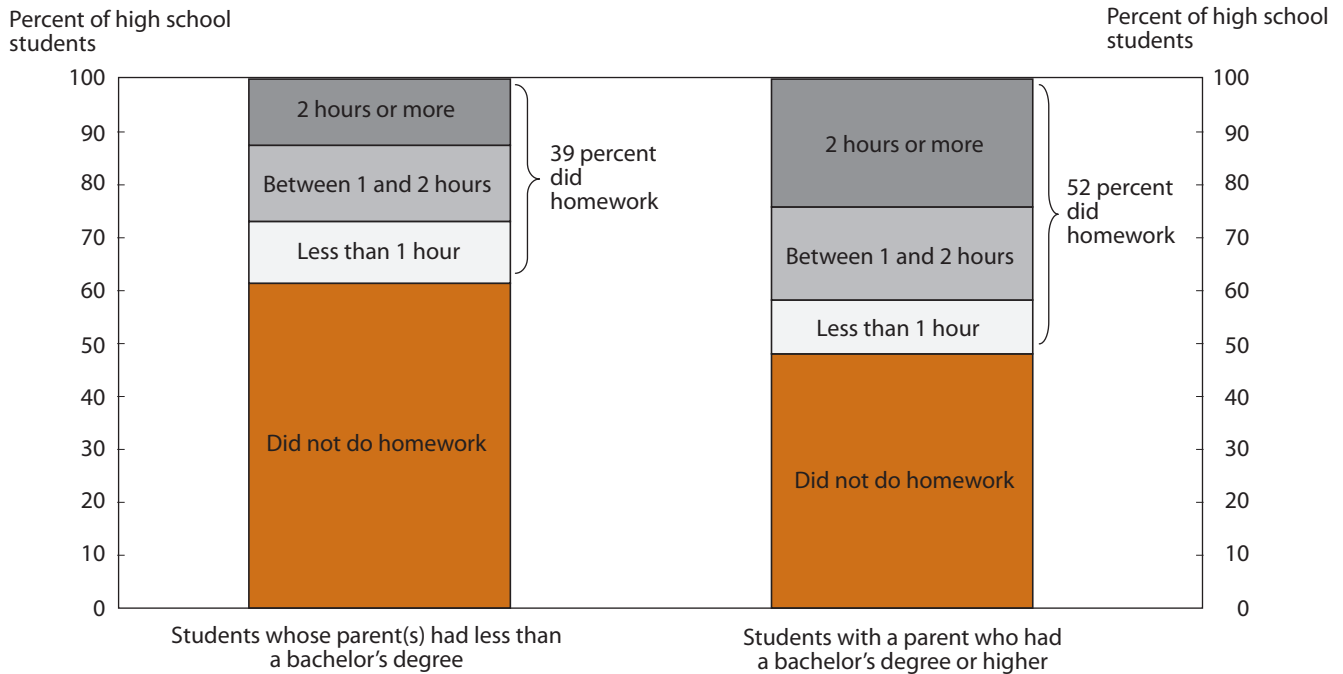 Percent of high school
students
Percent of high school
students
100
90
80
70
60
50
40
30
20
10
0
2 hours or more
Between 1 and 2 hours
Less than 1 hour
Did not do homework
39 percent
did
homework
2 hours or more
Between 1 and 2 hours
Less than 1 hour
Did not do homework
52 percent
did
homework
100
90
80
70
60
50
40
30
20
10
0
Students whose parent(s) had less than
a bachelor’s degree
Students with a parent who had
a bachelor’s degree or higher